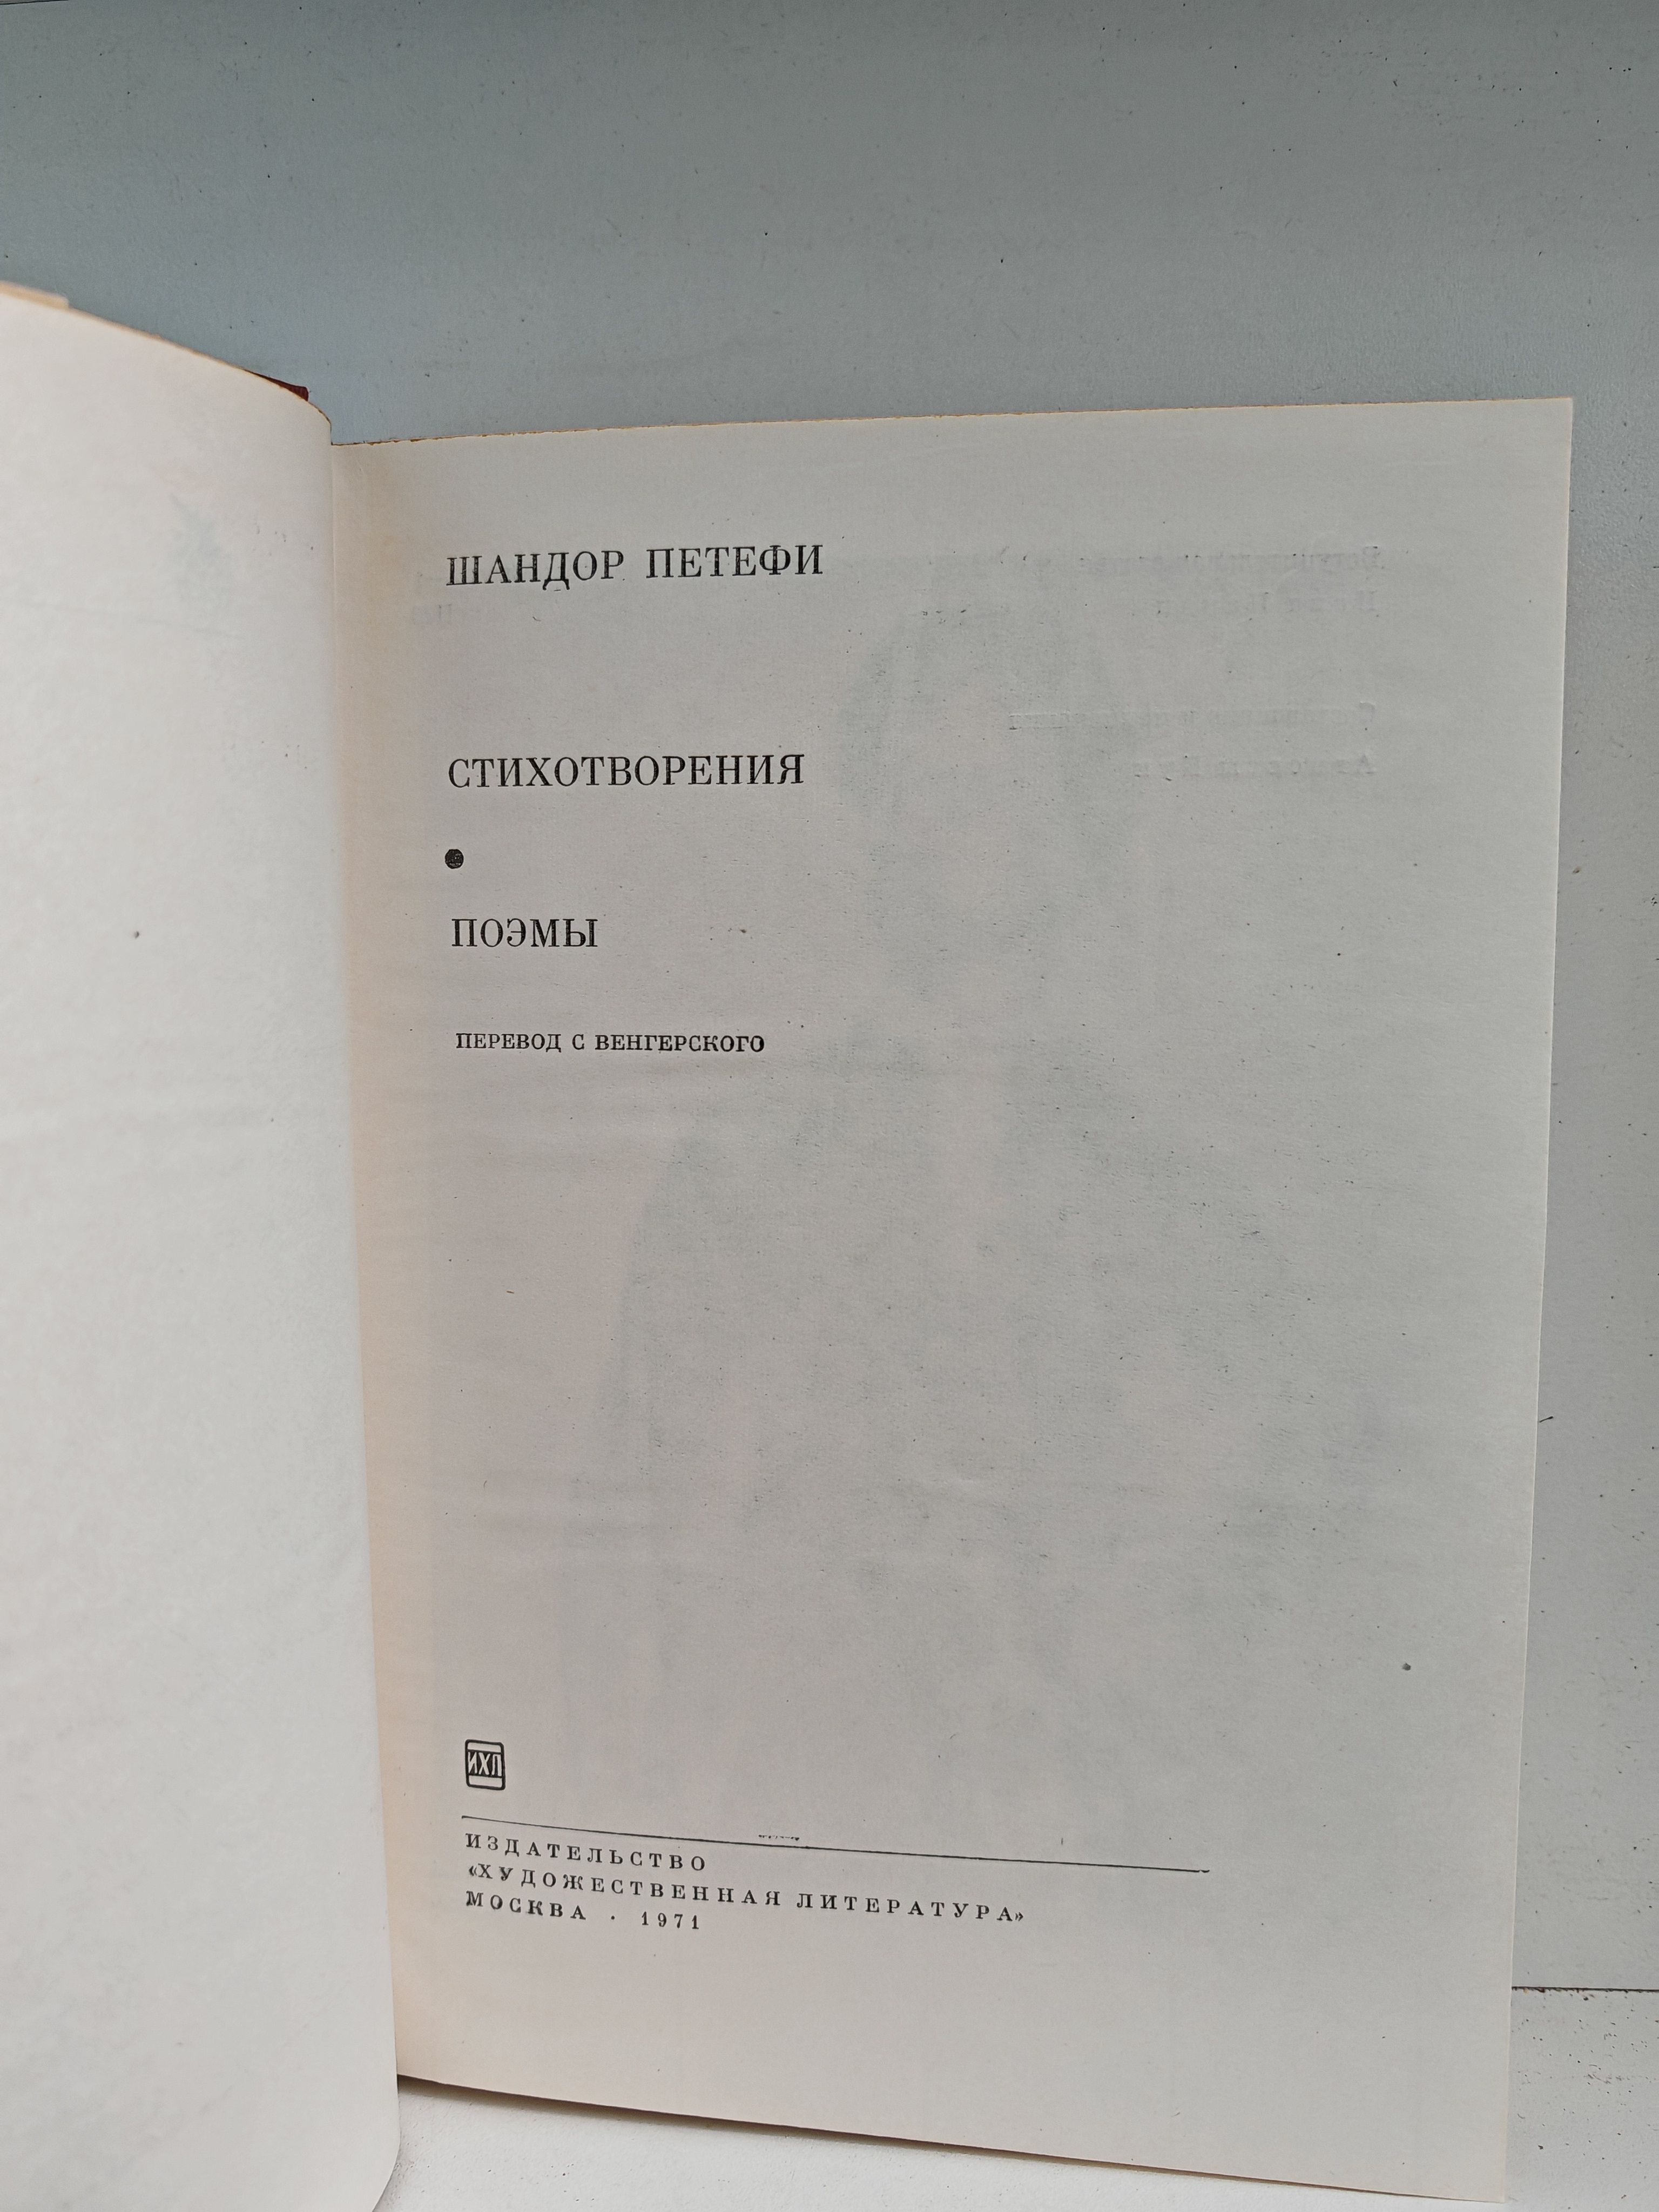 ШАНДОР ПЕТЕФИ
СТИХОТВОРЕНИЯ
●
ПОЭМЫ
ПЕРЕВОД С ВЕНГЕРСКОГО
ИХЛ
ИЗДАТЕЛЬСТВО
«ХУДОЖЕСТВЕННАЯ ЛИТЕРАТУРА»
МОСКВА · 1971